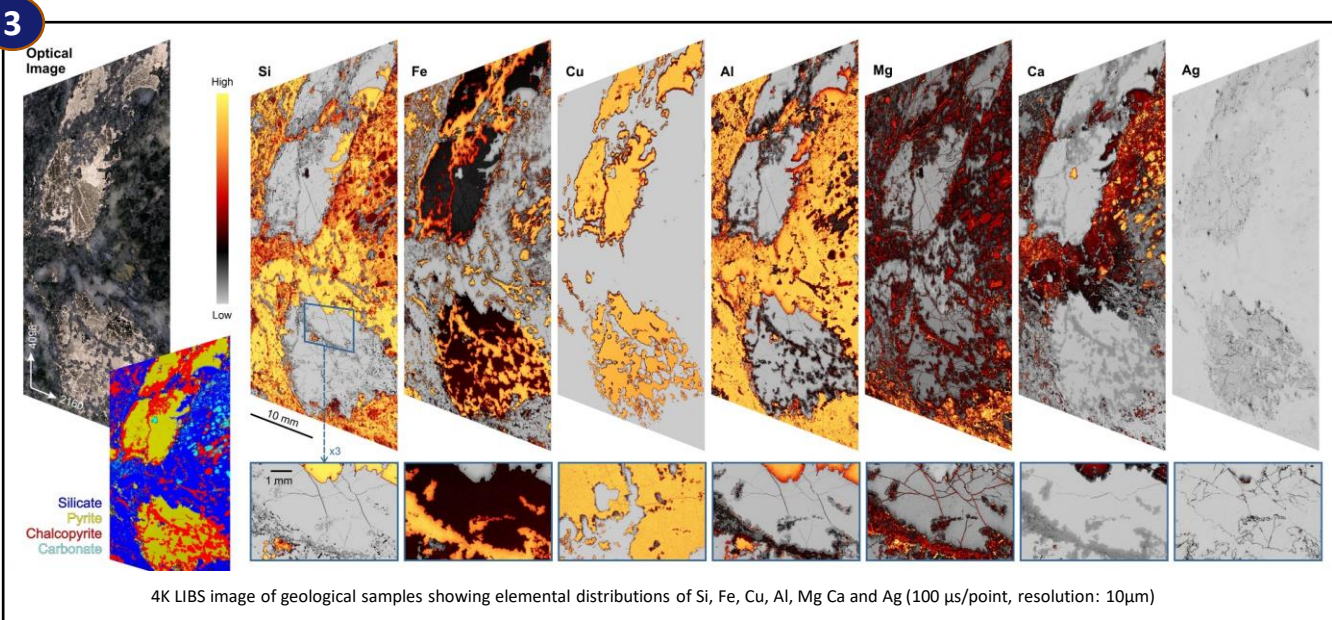 3
Optical
Image
High
Low
Si
Fe
Cu
Al
Mg
Ca
Ag
4096
2160
10 mm
x3
1 mm
Silicate
Pyrite
Chalcopyrite
Carbonate
4K LIBS image of geological samples showing elemental distributions of Si, Fe, Cu, Al, Mg Ca and Ag (100 µs/point, resolution: 10µm)